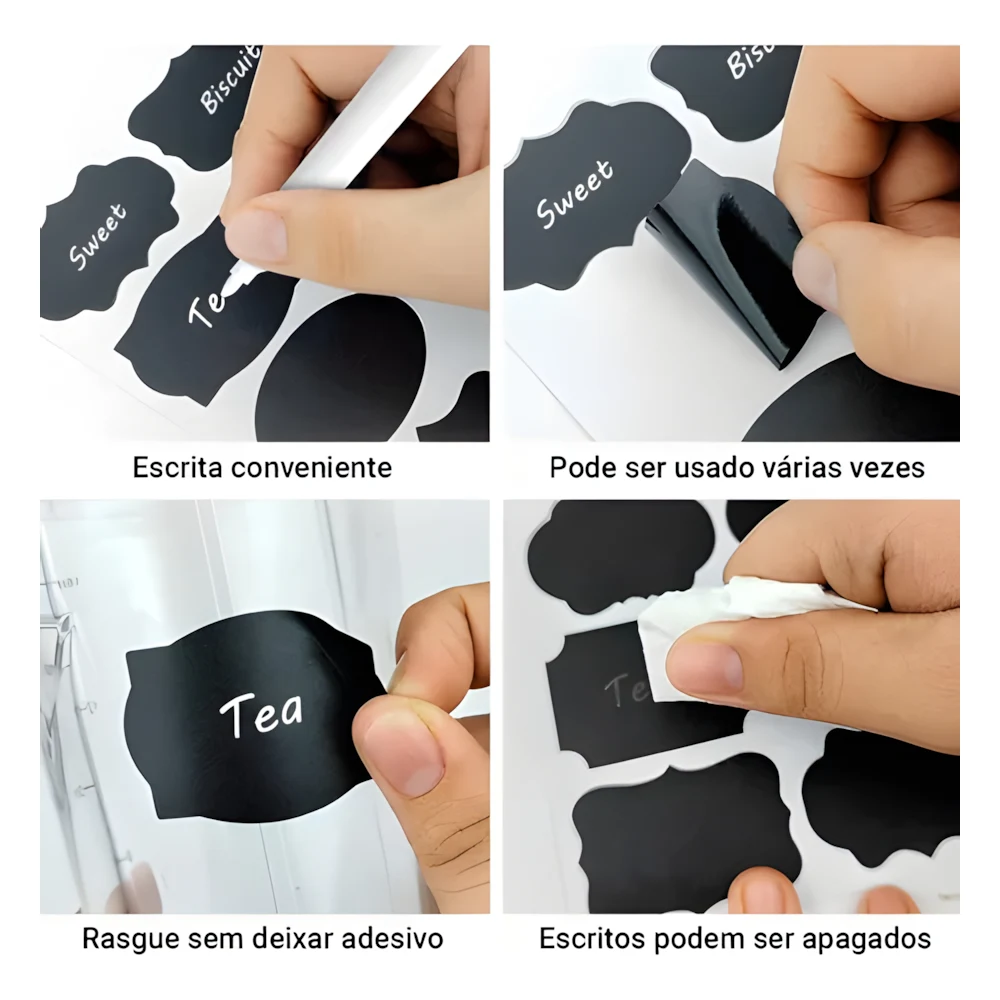 Biscuit
Sweet
Te
Escrita conveniente
Bisc
Sweet
Pode ser usado várias vezes
Tea
Rasgue sem deixar adesivo
Te
Escritos podem ser apagados